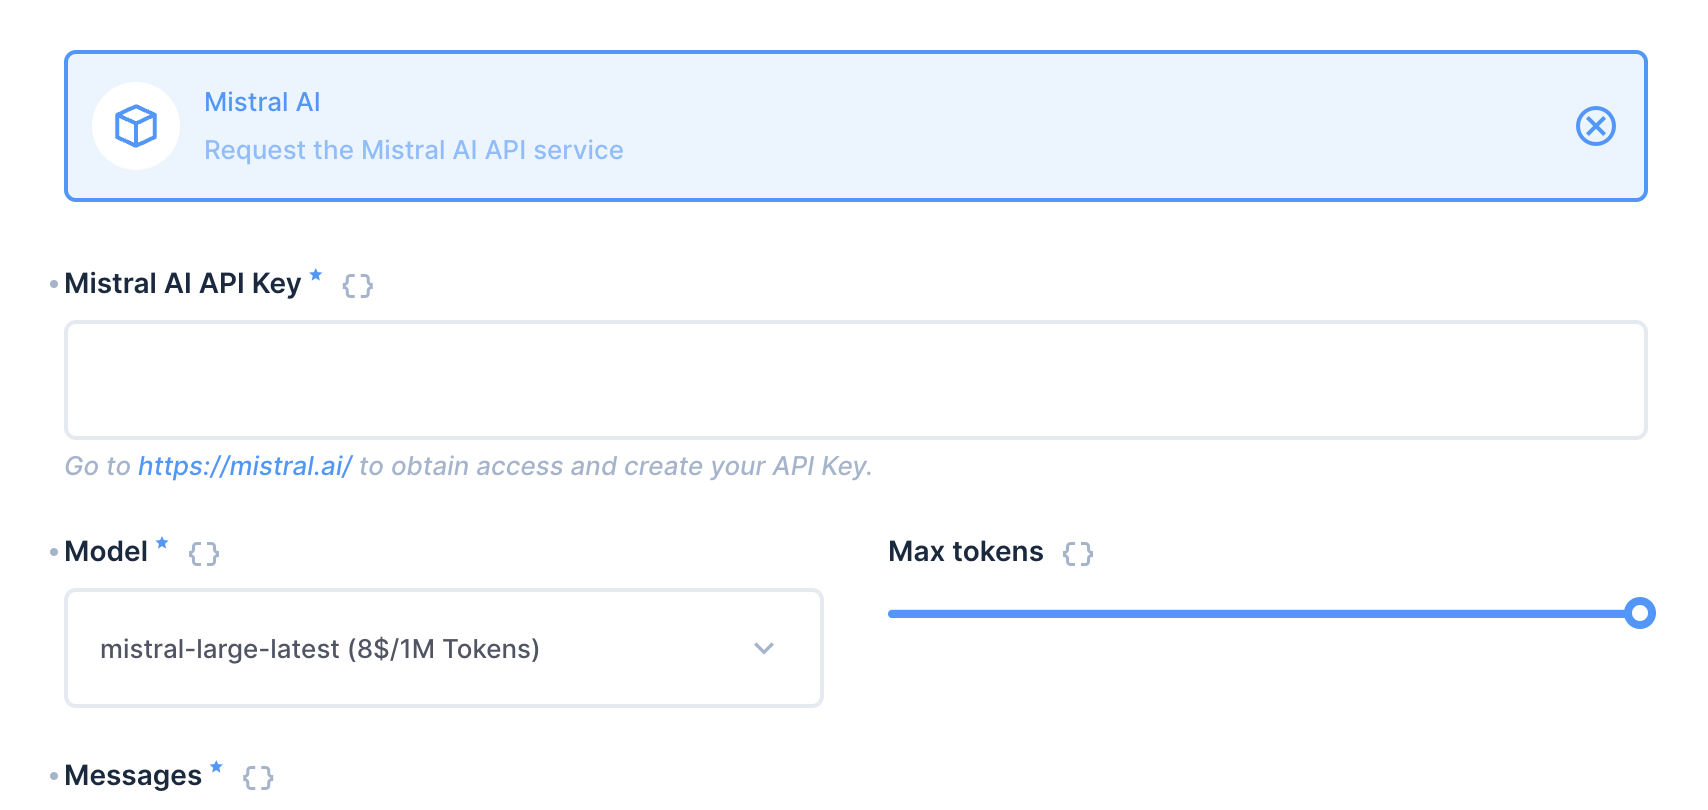 Mistral AI
Request the Mistral AI API service
Mistral AI API Key * {}
Go to https://mistral.ai/ to obtain access and create your API Key.
Model * {}
Max tokens {}
mistral-large-latest (8$/1M Tokens)
Messages * {}